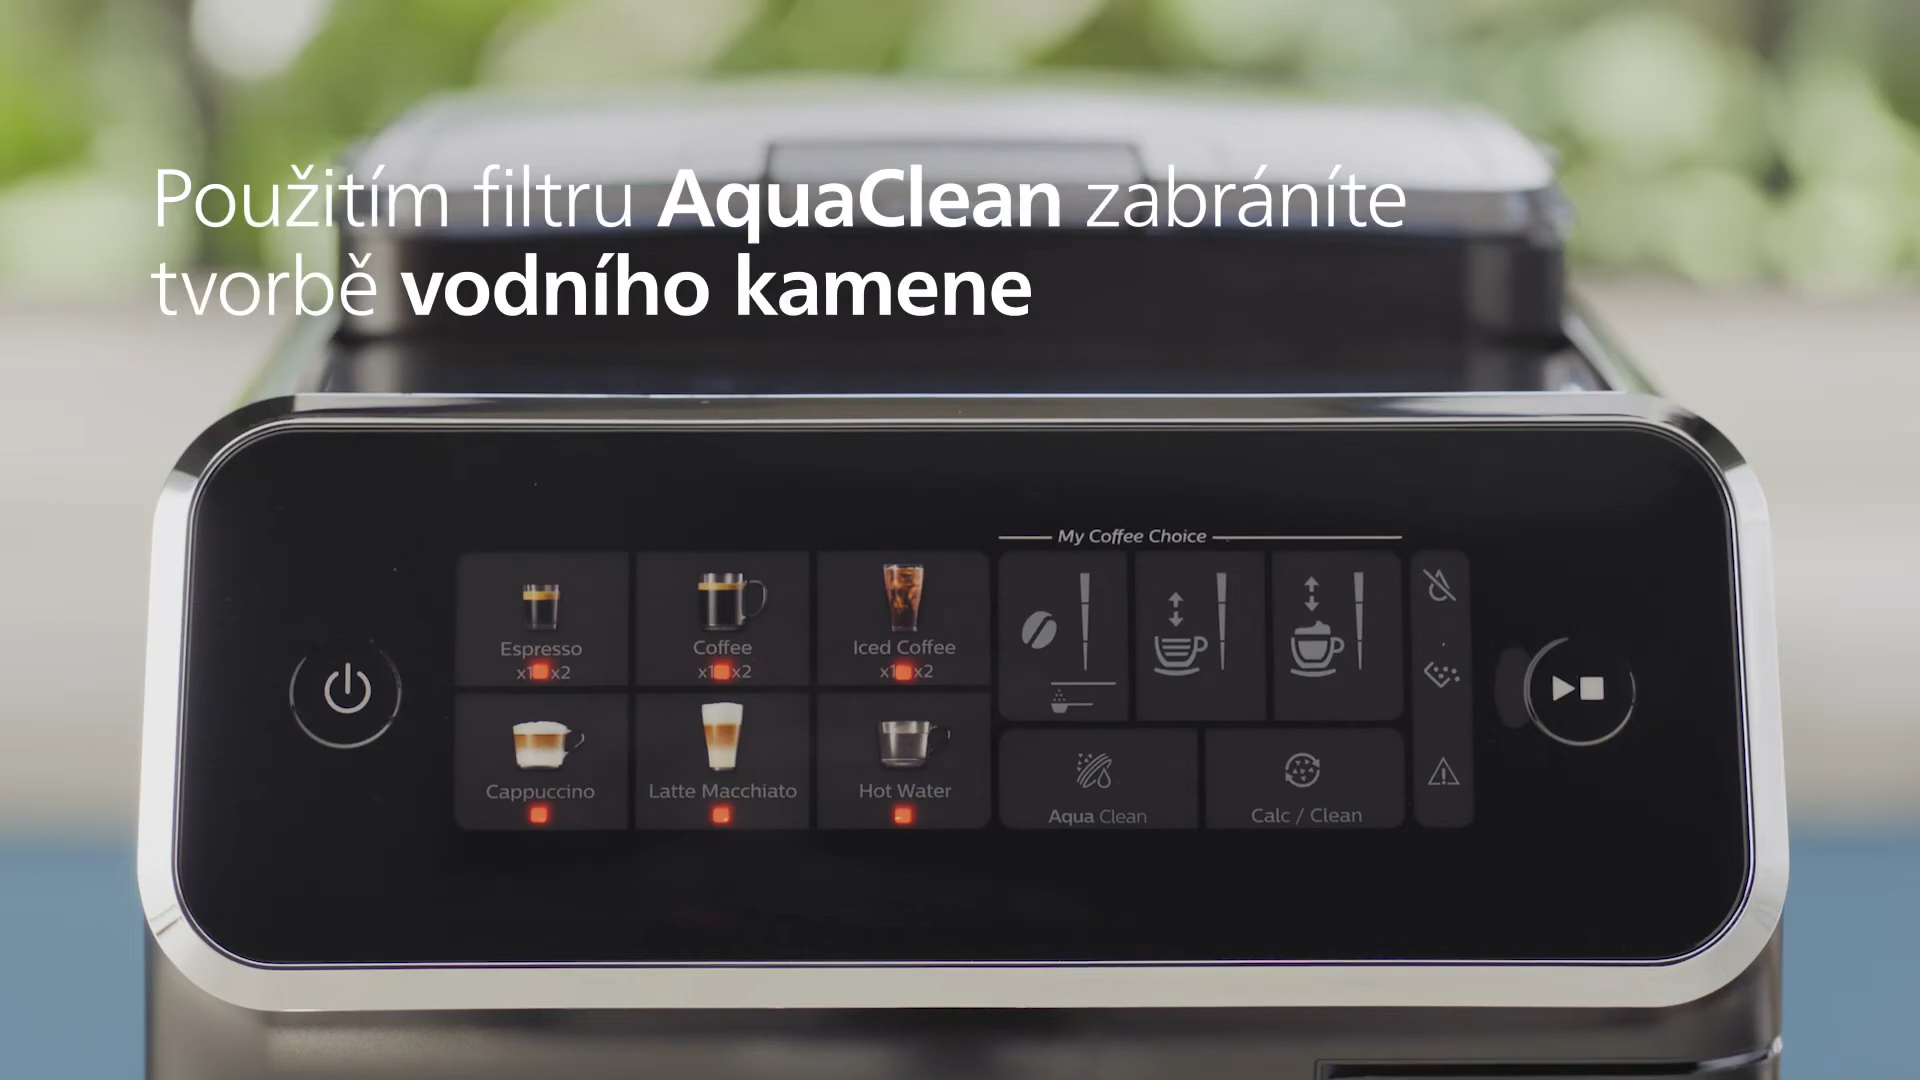 Použitím filtru AquaClean zabráníte
tvorbě vodního kamene
My Coffee Choice
Espresso
x1 x2
Coffee
x1 x2
Iced Coffee
x1 x2
Cappuccino
Latte Macchiato
Hot Water
Aqua Clean
Calc / Clean